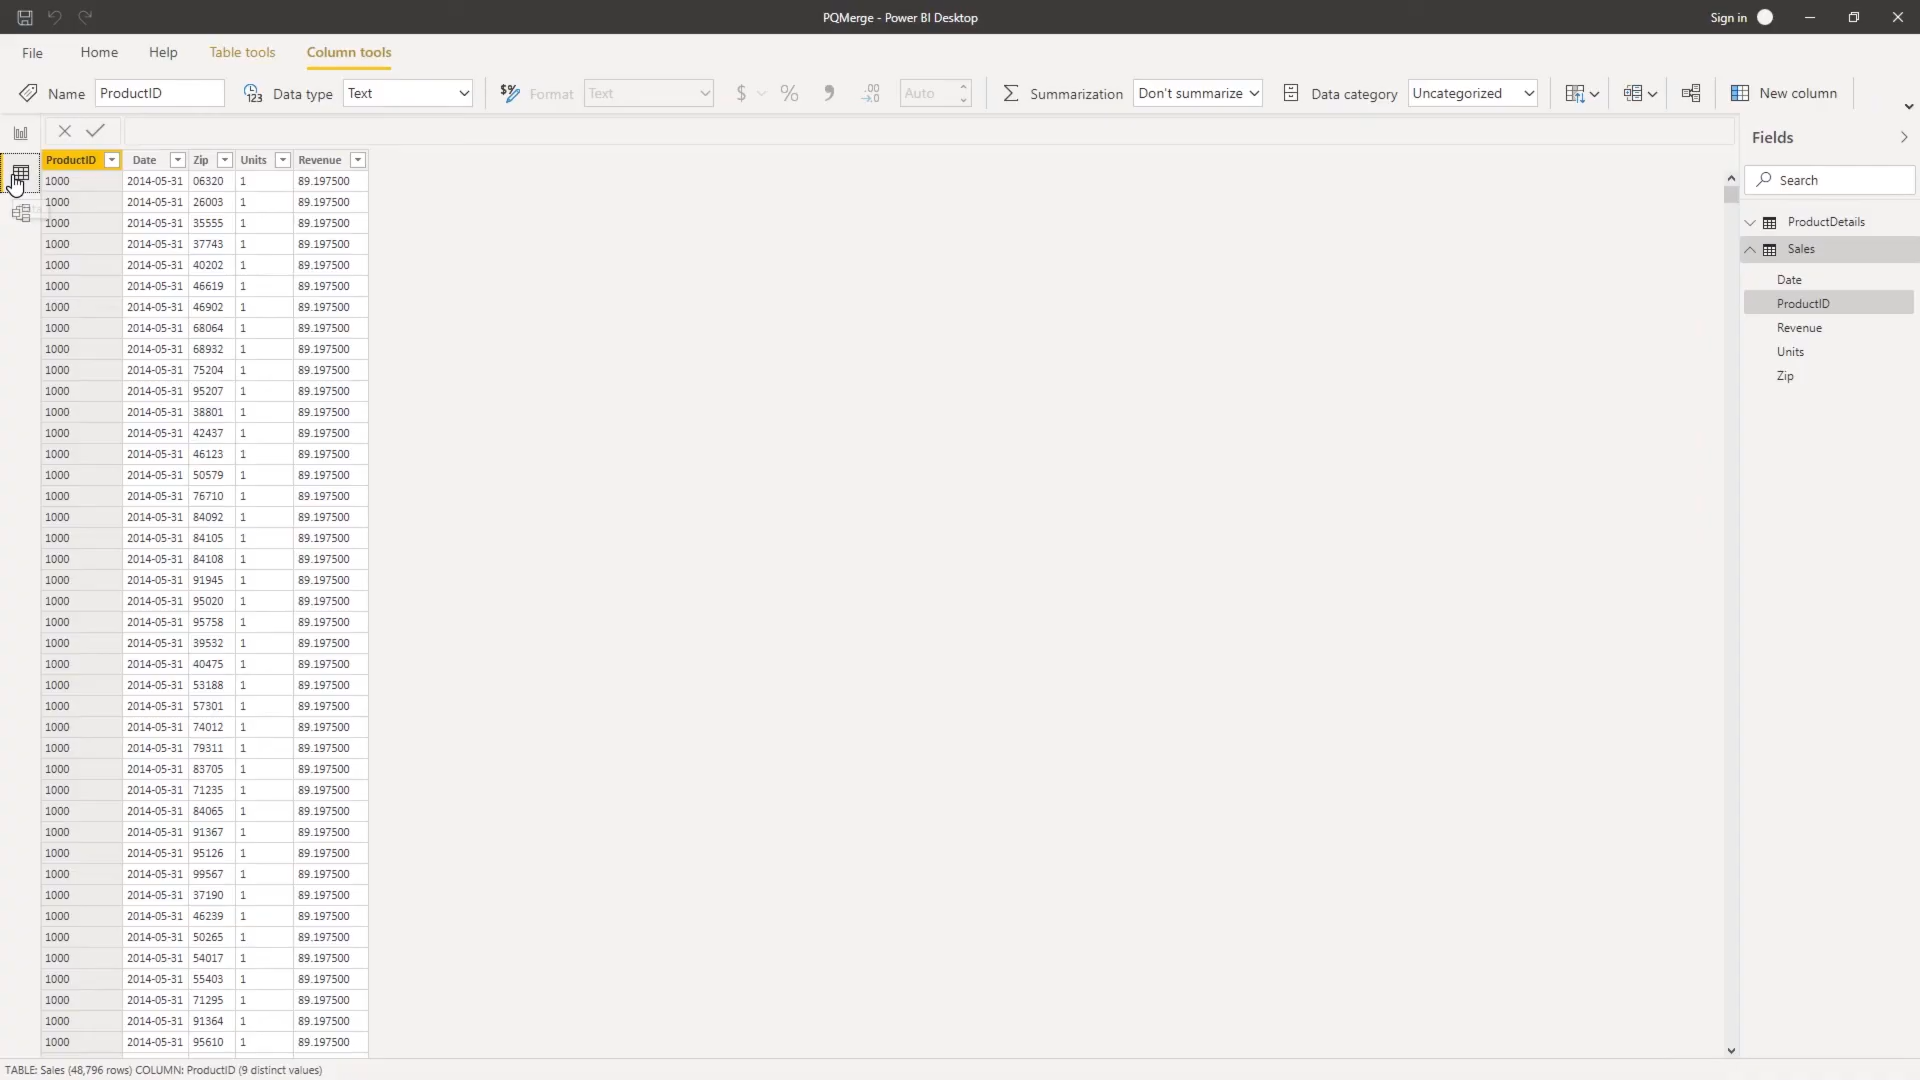 PQMerge - Power BI Desktop
Sign in
File Home Help Table tools Column tools
Name ProductID Data type Text Format Text $ % Auto Summarization Don't summarize Data category Uncategorized New column
ProductID Date Zip Units Revenue
1000 2014-05-31 06320 1 89.197500
1000 2014-05-31 26003 1 89.197500
1000 2014-05-31 35555 1 89.197500
1000 2014-05-31 37743 1 89.197500
1000 2014-05-31 40202 1 89.197500
1000 2014-05-31 46619 1 89.197500
1000 2014-05-31 46902 1 89.197500
1000 2014-05-31 68064 1 89.197500
1000 2014-05-31 68932 1 89.197500
1000 2014-05-31 75204 1 89.197500
1000 2014-05-31 95207 1 89.197500
1000 2014-05-31 38801 1 89.197500
1000 2014-05-31 42437 1 89.197500
1000 2014-05-31 46123 1 89.197500
1000 2014-05-31 50579 1 89.197500
1000 2014-05-31 76710 1 89.197500
1000 2014-05-31 84092 1 89.197500
1000 2014-05-31 84105 1 89.197500
1000 2014-05-31 84108 1 89.197500
1000 2014-05-31 91945 1 89.197500
1000 2014-05-31 95020 1 89.197500
1000 2014-05-31 95758 1 89.197500
1000 2014-05-31 39532 1 89.197500
1000 2014-05-31 40475 1 89.197500
1000 2014-05-31 53188 1 89.197500
1000 2014-05-31 57301 1 89.197500
1000 2014-05-31 74012 1 89.197500
1000 2014-05-31 79311 1 89.197500
1000 2014-05-31 83705 1 89.197500
1000 2014-05-31 71235 1 89.197500
1000 2014-05-31 84065 1 89.197500
1000 2014-05-31 91367 1 89.197500
1000 2014-05-31 95126 1 89.197500
1000 2014-05-31 99567 1 89.197500
1000 2014-05-31 37190 1 89.197500
1000 2014-05-31 46239 1 89.197500
1000 2014-05-31 50265 1 89.197500
1000 2014-05-31 54017 1 89.197500
1000 2014-05-31 55403 1 89.197500
1000 2014-05-31 71295 1 89.197500
1000 2014-05-31 91364 1 89.197500
1000 2014-05-31 95610 1 89.197500
Fields
Search
ProductDetails
Sales
Date
ProductID
Revenue
Units
Zip
TABLE: Sales (48,796 rows) COLUMN: ProductID (9 distinct values)